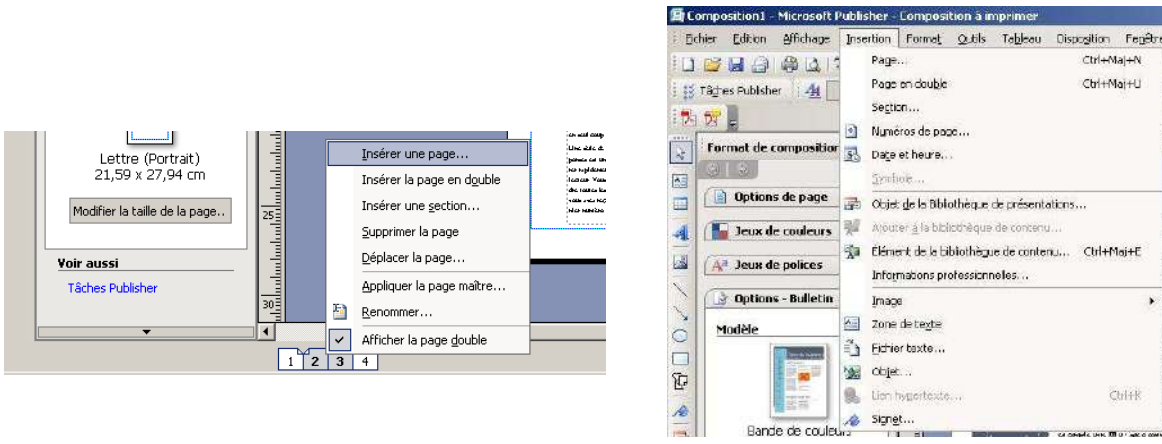 Lettre (Portrait)
21,59 x 27,94 cm
Modifier la taille de la page..
Voir aussi
Tâches Publisher
25
30
Insérer une page...
Insérer la page en double
Insérer une section...
Supprimer la page
Déplacer la page...
Appliquer la page maître...
Renommer...
Afficher la page double
1 2 3 4
Composition1 - Microsoft Publisher - Composition à imprimer
Fichier Edition Affichage Insertion Format Outils Tableau Disposition Fenêtre
Tâches Publisher
Format de composition
Options de page
Jeux de couleurs
Jeux de polices
Options - Bulletin
Modèle
Bande de couleurs
Page... Ctrl+Maj+N
Page en double Ctrl+Maj+U
Section...
Numéros de page...
Date et heure...
Symbole...
Objet de la Bibliothèque de présentations...
Ajouter à la bibliothèque de contenu...
Élément de la bibliothèque de contenu... Ctrl+Maj+E
Informations professionnelles...
Image
Zone de texte
Fichier texte...
Objet...
Lien hypertexte... Ctrl+K
Signet...